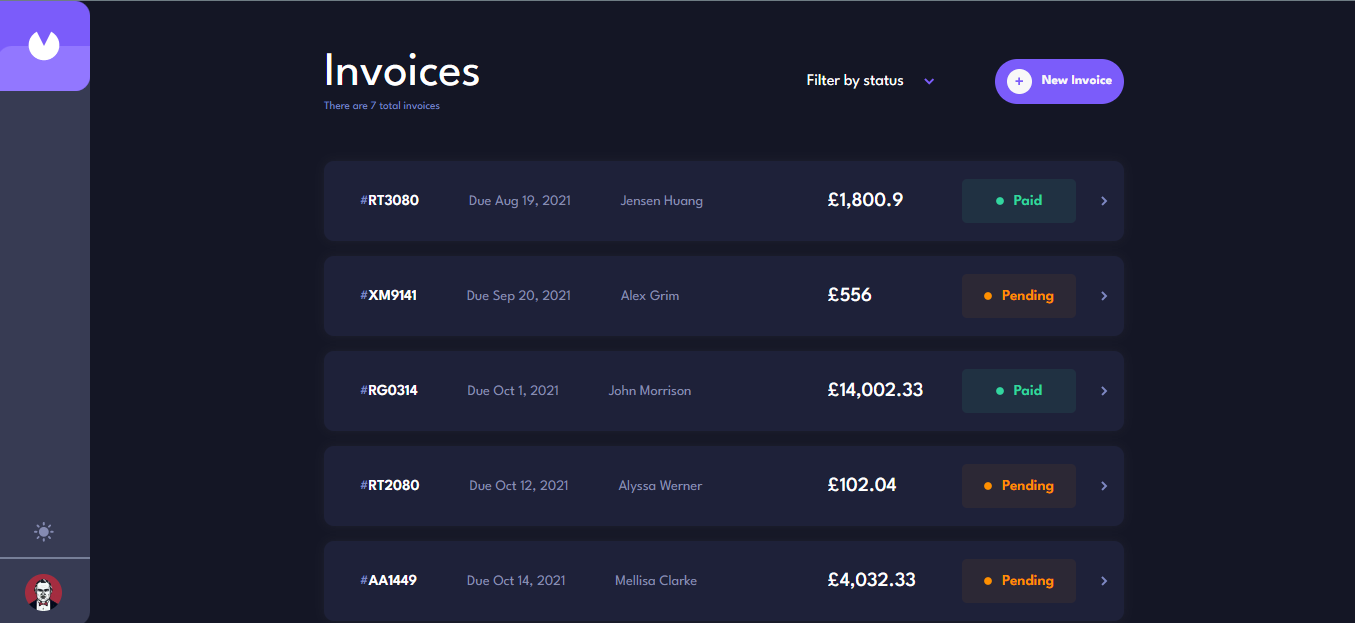 Invoices
There are 7 total invoices
Filter by status
+ New Invoice
#RT3080 Due Aug 19, 2021 Jensen Huang £1,800.9 Paid
#XM9141 Due Sep 20, 2021 Alex Grim £556 Pending
#RG0314 Due Oct 1, 2021 John Morrison £14,002.33 Paid
#RT2080 Due Oct 12, 2021 Alyssa Werner £102.04 Pending
#AA1449 Due Oct 14, 2021 Mellisa Clarke £4,032.33 Pending